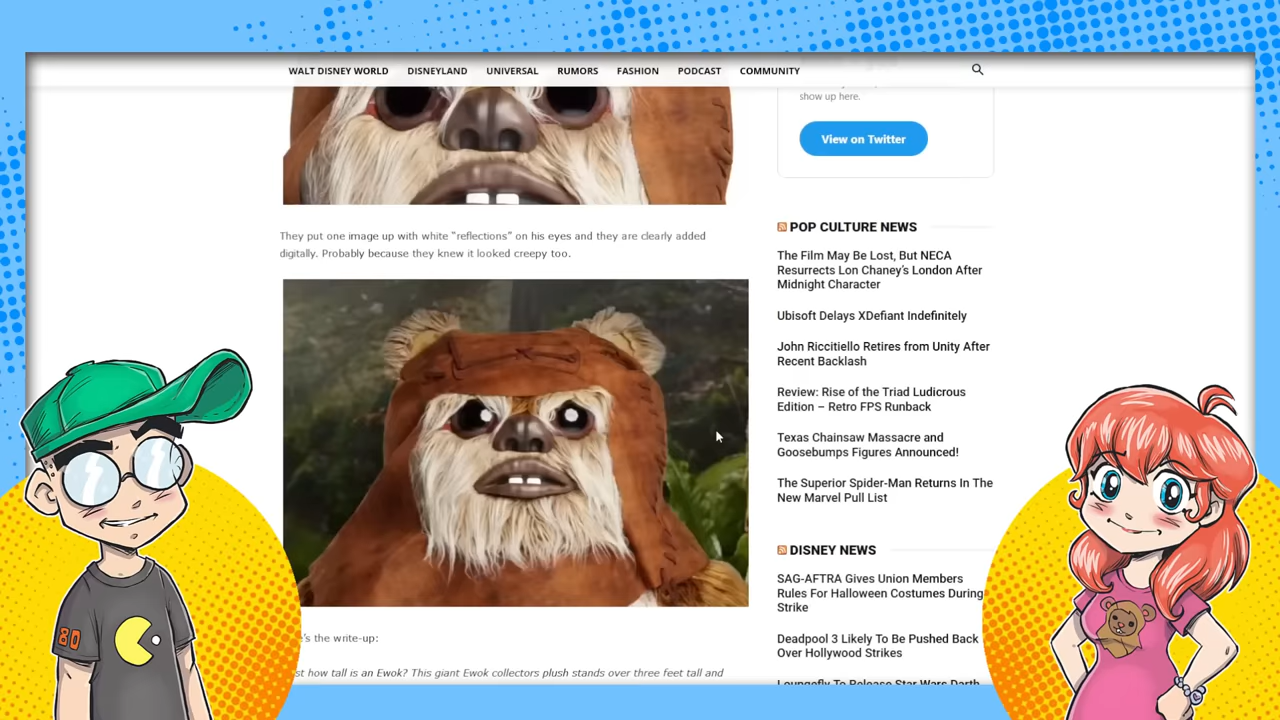 WALT DISNEY WORLD DISNEYLAND UNIVERSAL RUMORS FASHION PODCAST COMMUNITY
show up here.
View on Twitter
They put one image up with white "reflections" on his eyes and they are clearly added
digitally. Probably because they knew it looked creepy too.
's the write-up:
st how tall is an Ewok? This giant Ewok collectors plush stands over three feet tall and
POP CULTURE NEWS
The Film May Be Lost, But NECA
Resurrects Lon Chaney's London After
Midnight Character
Ubisoft Delays XDefiant Indefinitely
John Riccitiello Retires from Unity After
Recent Backlash
Review: Rise of the Triad Ludicrous
Edition – Retro FPS Runback
Texas Chainsaw Massacre and
Goosebumps Figures Announced!
The Superior Spider-Man Returns In The
New Marvel Pull List
DISNEY NEWS
SAG-AFTRA Gives Union Members
Rules For Halloween Costumes During
Strike
Deadpool 3 Likely To Be Pushed Back
Over Hollywood Strikes
Loungefly To Release Star Wars Darth
80